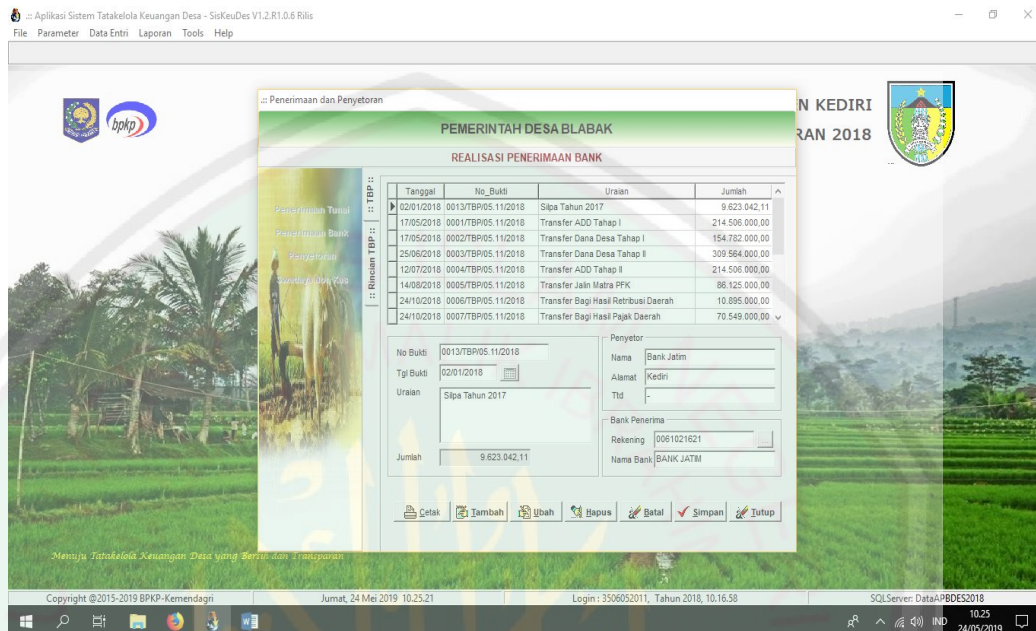 .:: Aplikasi Sistem Tatakelola Keuangan Desa - SisKeuDes V1.2.R1.0.6 Rilis
File Parameter Data Entri Laporan Tools Help
bpkp
N KEDIRI
RAN 2018
.:: Penerimaan dan Penyetoran
PEMERINTAH DESA BLABAK
REALISASI PENERIMAAN BANK
Penerimaan Tunai
Penerimaan Bank
Penyetoran
:: TBP ::
:: Rincian TBP ::
Tanggal No_Bukti Uraian Jumlah
02/01/2018 0013/TBP/05.11/2018 Silpa Tahun 2017 9.623.042,11
17/05/2018 0001/TBP/05.11/2018 Transfer ADD Tahap I 214.506.000,00
17/05/2018 0002/TBP/05.11/2018 Transfer Dana Desa Tahap I 154.782.000,00
25/06/2018 0003/TBP/05.11/2018 Transfer Dana Desa Tahap II 309.564.000,00
12/07/2018 0004/TBP/05.11/2018 Transfer ADD Tahap II 214.506.000,00
14/08/2018 0005/TBP/05.11/2018 Transfer Jalin Matra PFK 86.125.000,00
24/10/2018 0006/TBP/05.11/2018 Transfer Bagi Hasil Retribusi Daerah 10.895.000,00
24/10/2018 0007/TBP/05.11/2018 Transfer Bagi Hasil Pajak Daerah 70.549.000,00
No Bukti 0013/TBP/05.11/2018
Tgl Bukti 02/01/2018
Uraian Silpa Tahun 2017
Jumlah 9.623.042,11
Penyetor
Nama Bank Jatim
Alamat Kediri
Ttd -
Bank Penerima
Rekening 0061021621 ...
Nama Bank BANK JATIM
Cetak Tambah Ubah Hapus Batal Simpan Tutup
Menuju Tatakelola Keuangan Desa yang Bersih dan Transparan
Copyright @2015-2019 BPKP-Kemendagri Jumat, 24 Mei 2019 10.25.21 Login : 3506052011, Tahun 2018, 10.16.58 SQLServer: DataAPBDES2018
IND 10.25
24/05/2019